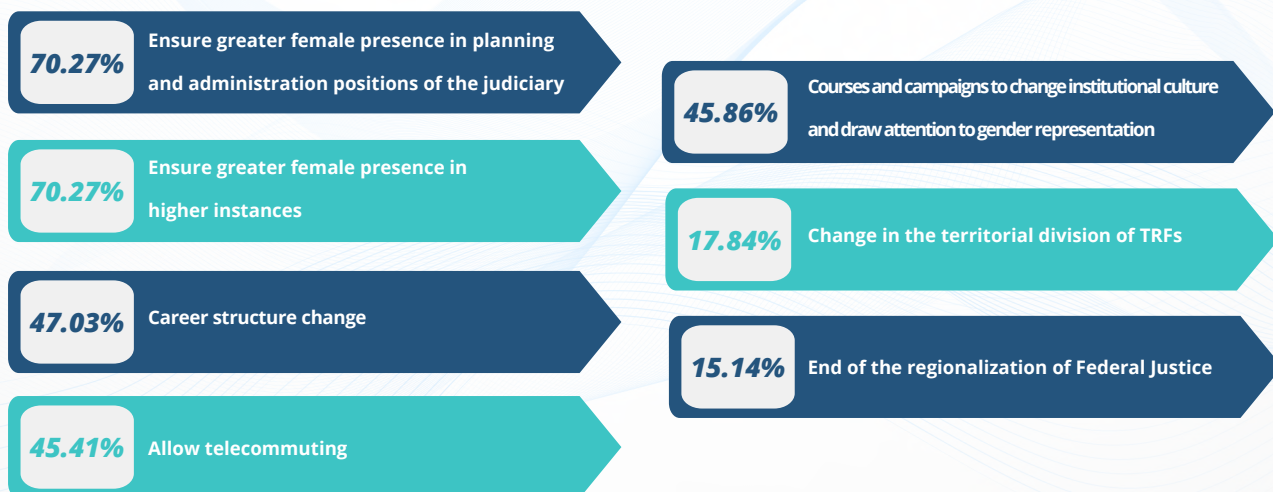 70.27%
Ensure greater female presence in planning
and administration positions of the judiciary
70.27%
Ensure greater female presence in
higher instances
47.03%
Career structure change
45.41%
Allow telecommuting
45.86%
Courses and campaigns to change institutional culture
and draw attention to gender representation
17.84%
Change in the territorial division of TRFs
15.14%
End of the regionalization of Federal Justice